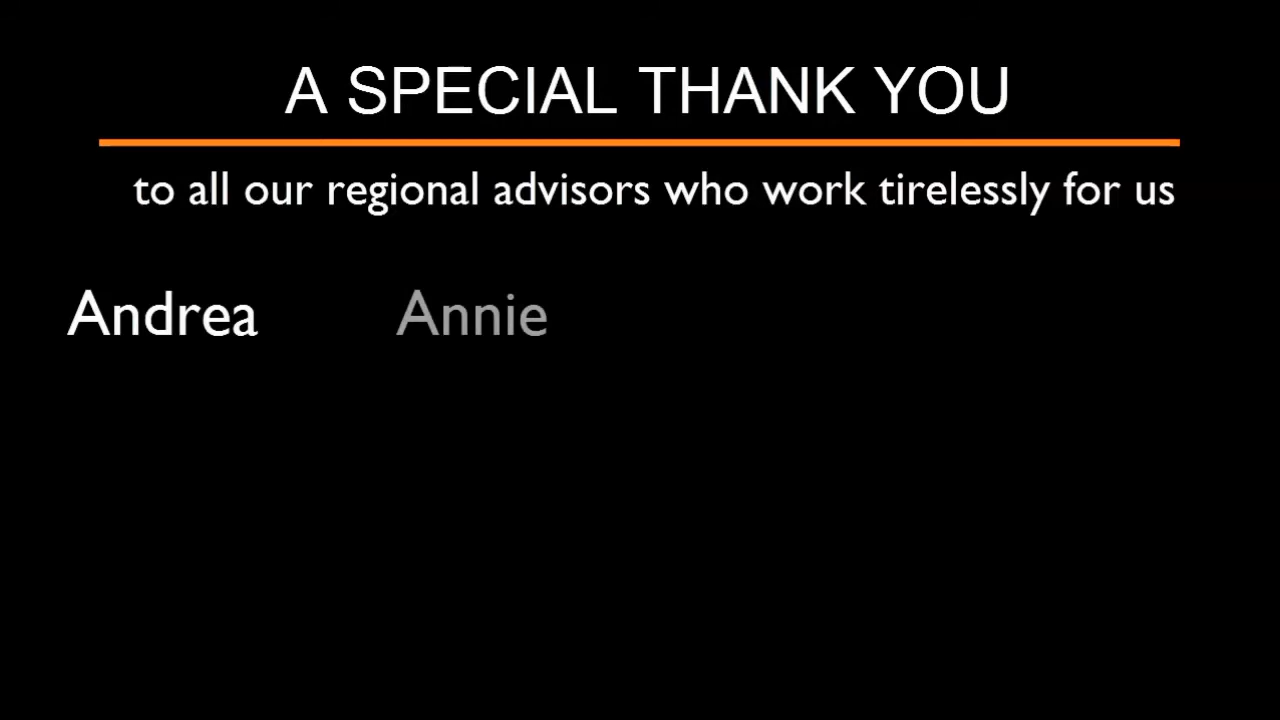 A SPECIAL THANK YOU
to all our regional advisors who work tirelessly for us
Andrea Annie